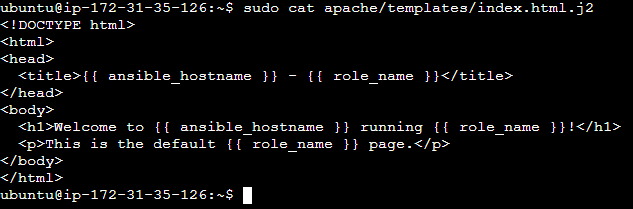 ubuntu@ip-172-31-35-126:~$ sudo cat apache/templates/index.html.j2
<!DOCTYPE html>
<html>
<head>
  <title>{{ ansible_hostname }} - {{ role_name }}</title>
</head>
<body>
  <h1>Welcome to {{ ansible_hostname }} running {{ role_name }}!</h1>
  <p>This is the default {{ role_name }} page.</p>
</body>
</html>
ubuntu@ip-172-31-35-126:~$